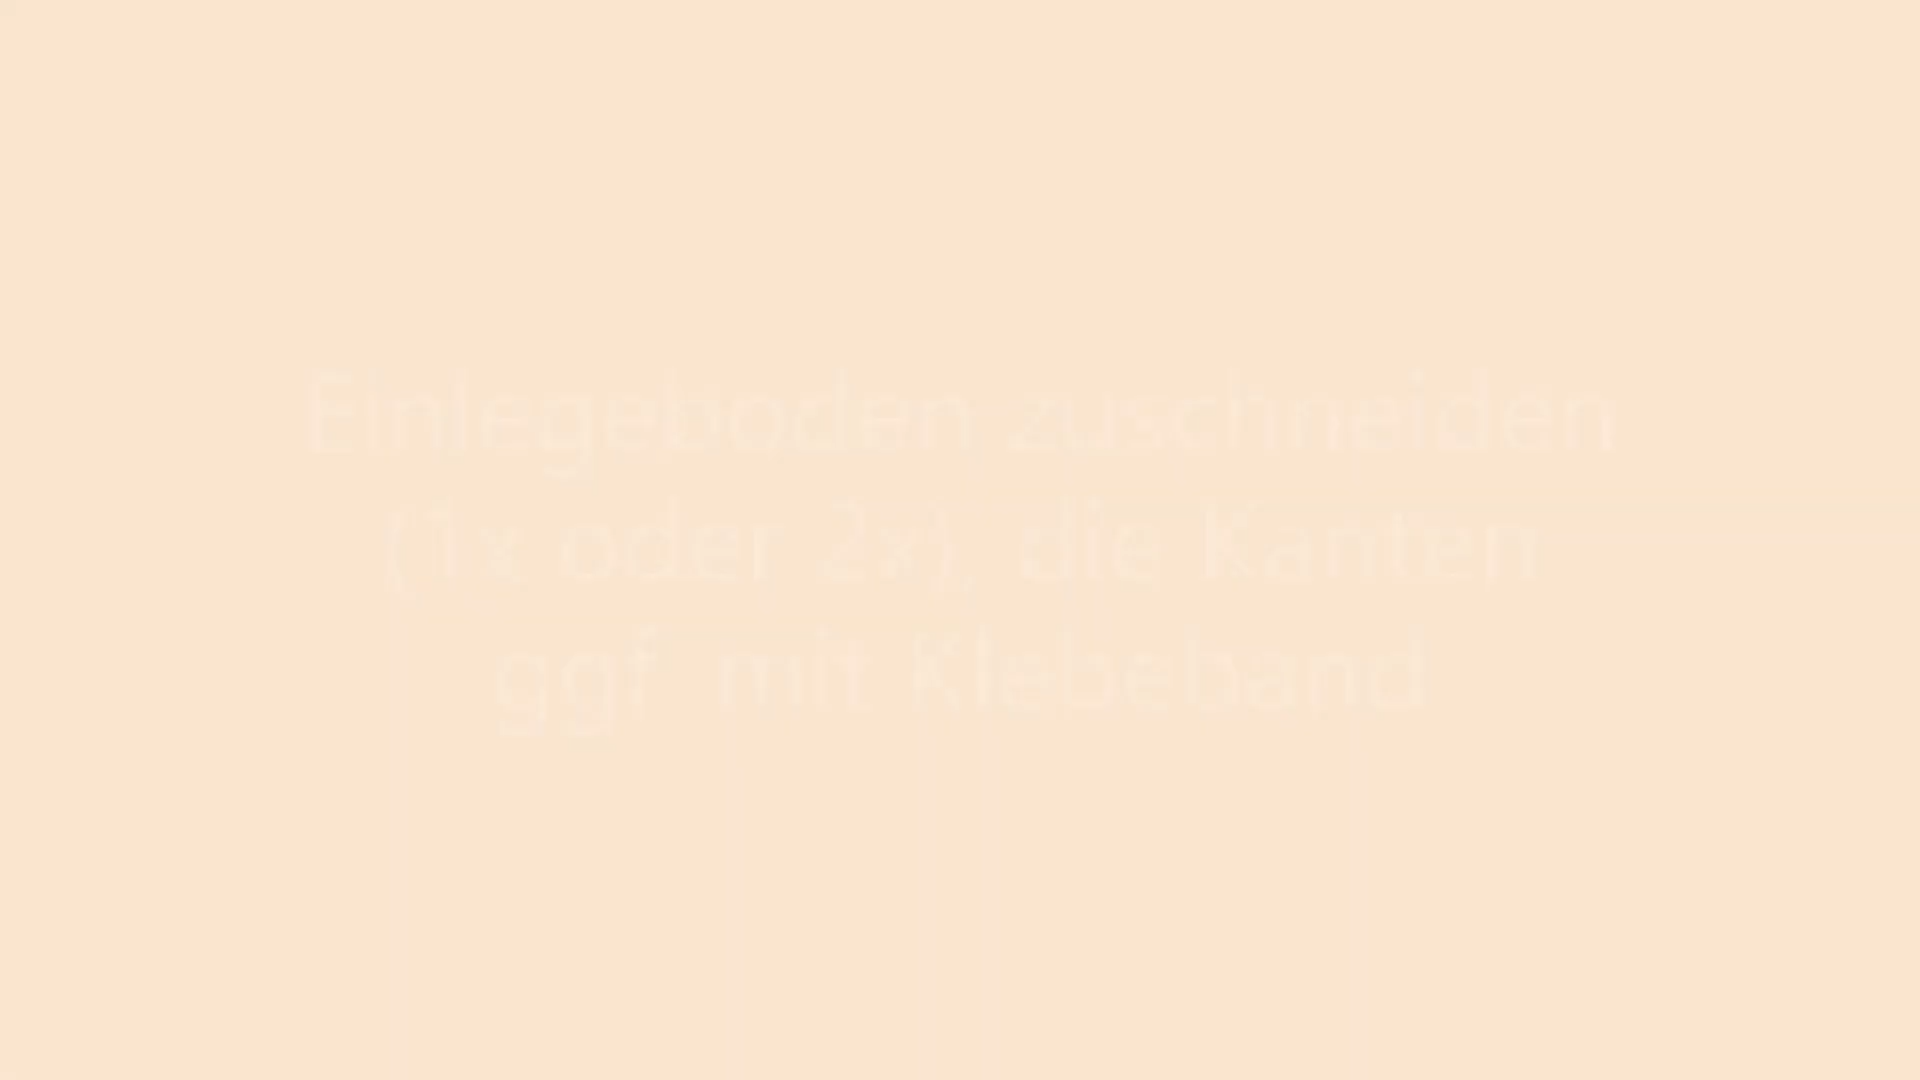 Einlegeboden zuschneiden
(1x oder 2x), die Kanten
ggf. mit Klebeband